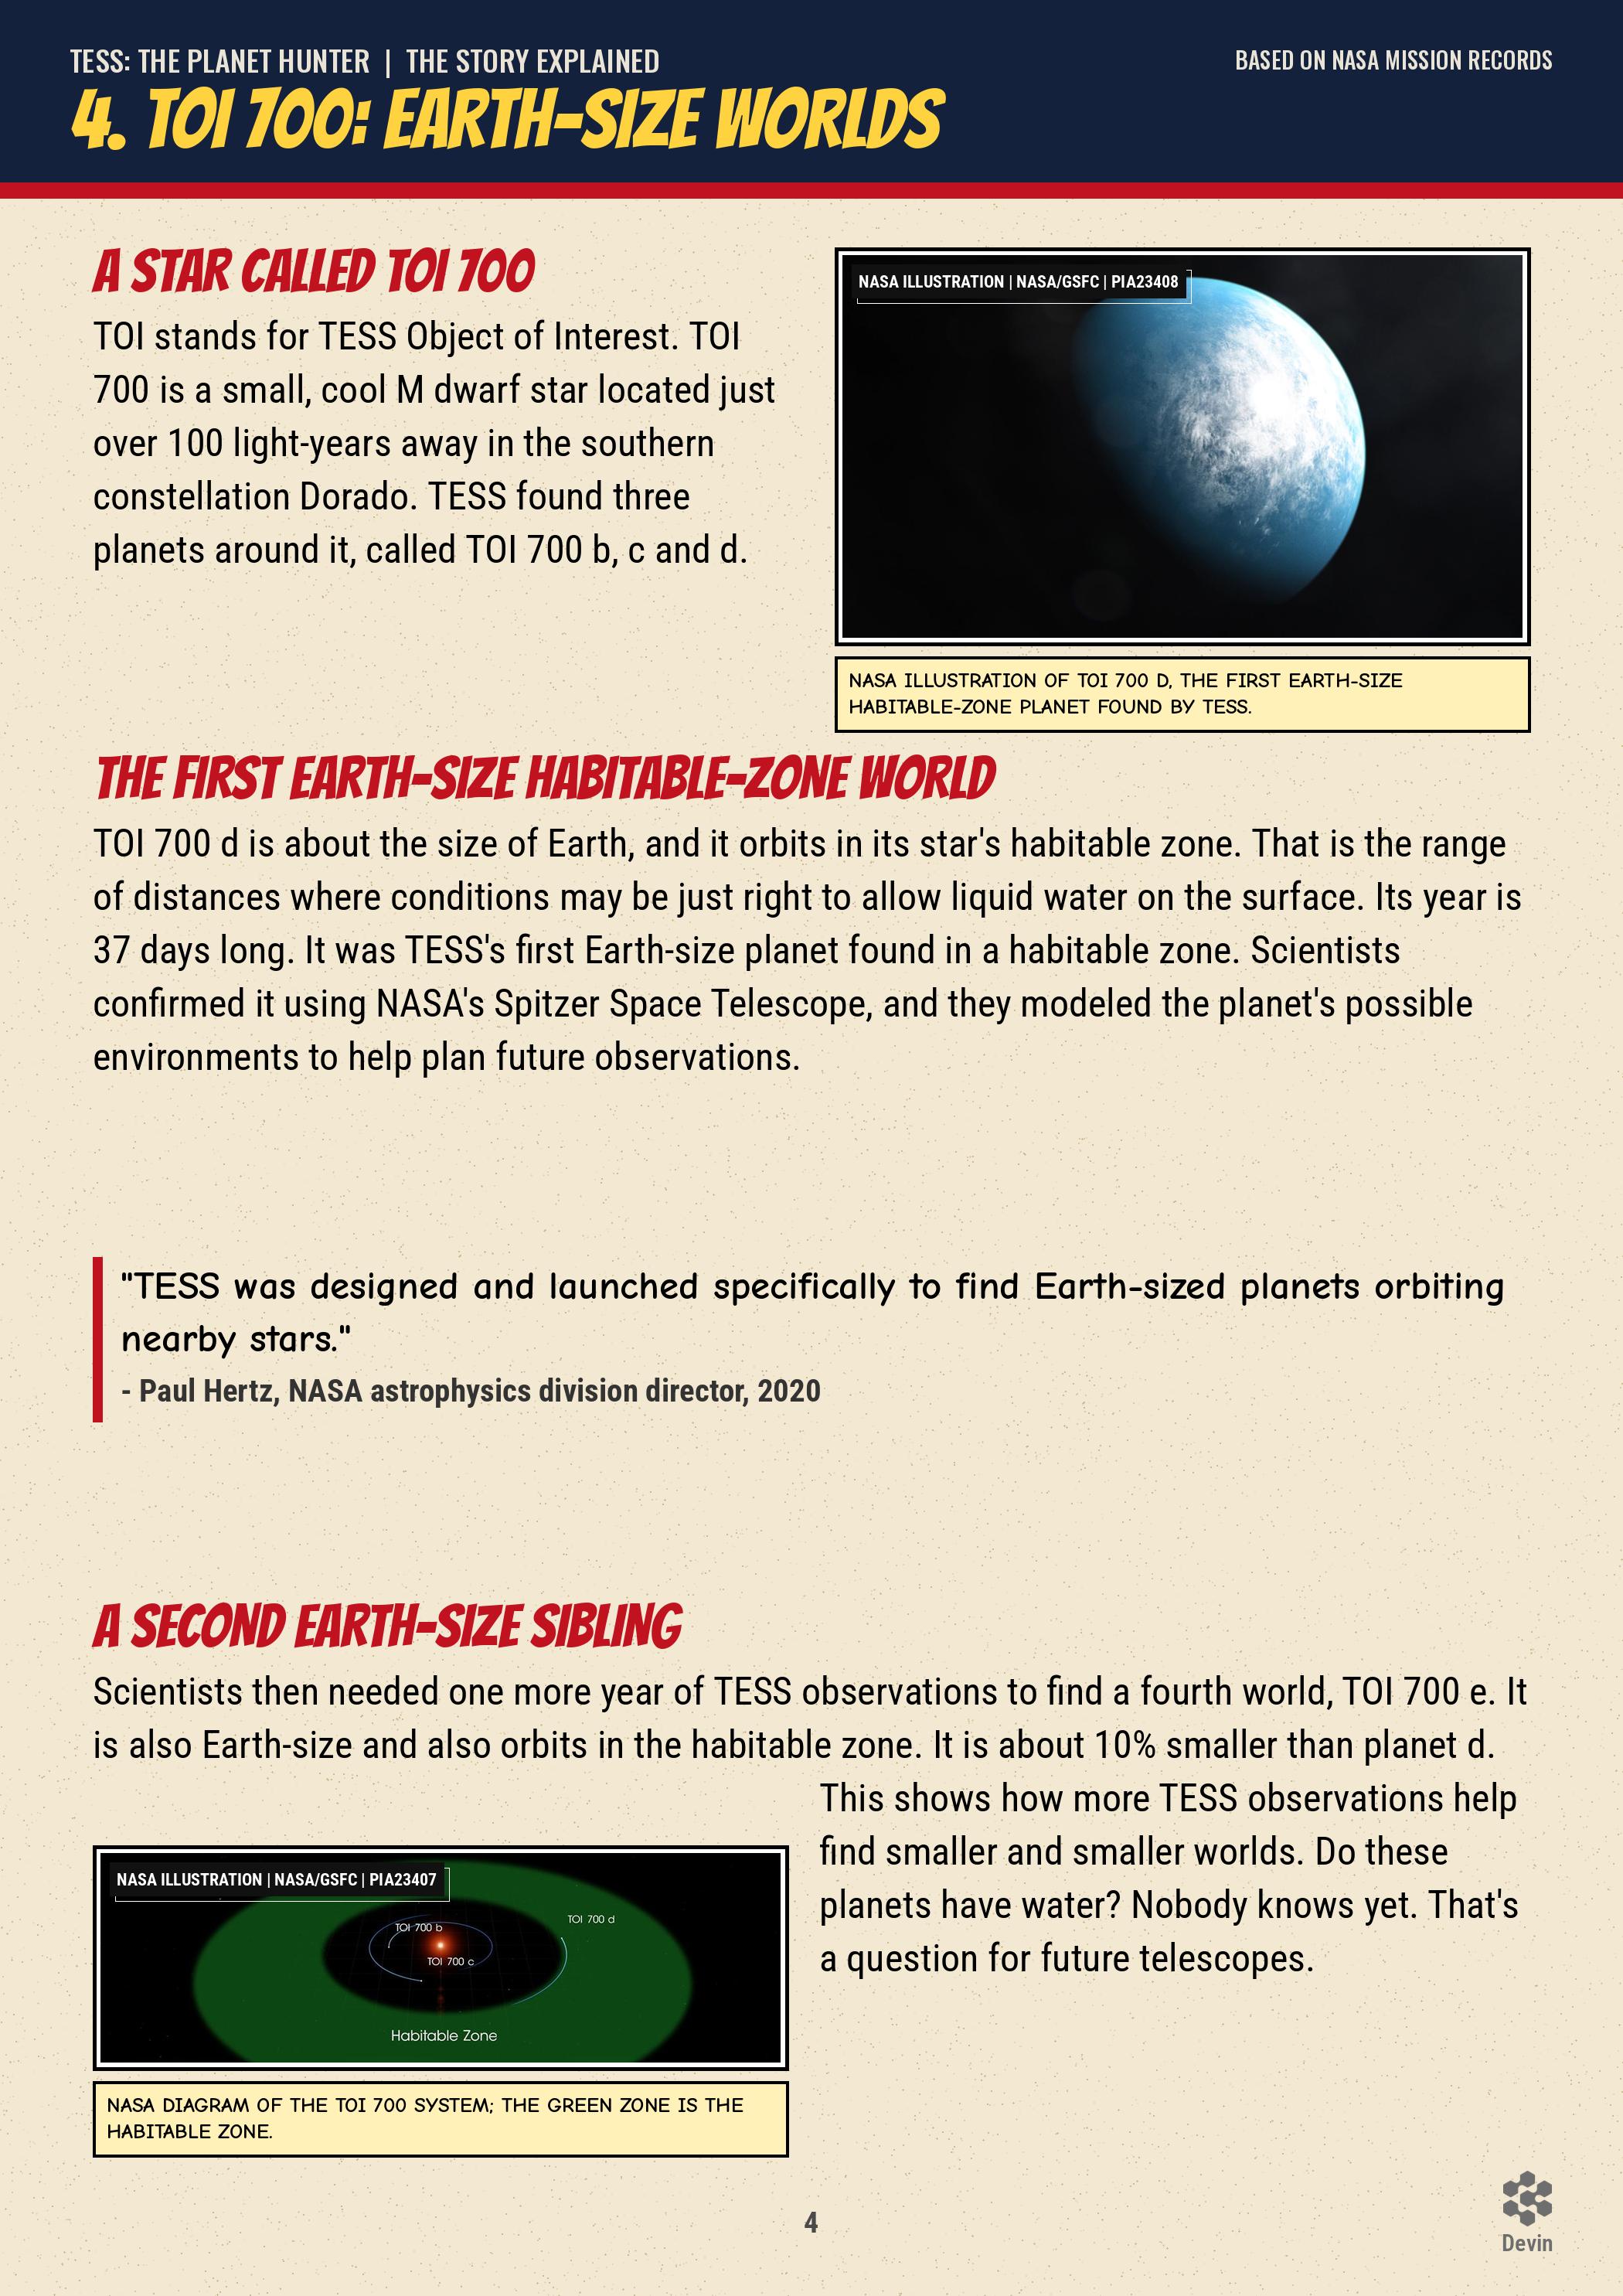 TESS: THE PLANET HUNTER | THE STORY EXPLAINED
BASED ON NASA MISSION RECORDS
4. TOI 700: EARTH-SIZE WORLDS
A STAR CALLED TOI 700
TOI stands for TESS Object of Interest. TOI
700 is a small, cool M dwarf star located just
over 100 light-years away in the southern
constellation Dorado. TESS found three
planets around it, called TOI 700 b, c and d.
NASA ILLUSTRATION | NASA/GSFC | PIA23408
NASA ILLUSTRATION OF TOI 700 D, THE FIRST EARTH-SIZE
HABITABLE-ZONE PLANET FOUND BY TESS.
THE FIRST EARTH-SIZE HABITABLE-ZONE WORLD
TOI 700 d is about the size of Earth, and it orbits in its star's habitable zone. That is the range
of distances where conditions may be just right to allow liquid water on the surface. Its year is
37 days long. It was TESS's first Earth-size planet found in a habitable zone. Scientists
confirmed it using NASA's Spitzer Space Telescope, and they modeled the planet's possible
environments to help plan future observations.
"TESS was designed and launched specifically to find Earth-sized planets orbiting
nearby stars."
- Paul Hertz, NASA astrophysics division director, 2020
A SECOND EARTH-SIZE SIBLING
Scientists then needed one more year of TESS observations to find a fourth world, TOI 700 e. It
is also Earth-size and also orbits in the habitable zone. It is about 10% smaller than planet d.
This shows how more TESS observations help
find smaller and smaller worlds. Do these
planets have water? Nobody knows yet. That's
a question for future telescopes.
NASA ILLUSTRATION | NASA/GSFC | PIA23407
TOI 700 b
TOI 700 d
TOI 700 c
Habitable Zone
NASA DIAGRAM OF THE TOI 700 SYSTEM; THE GREEN ZONE IS THE
HABITABLE ZONE.
4
Devin